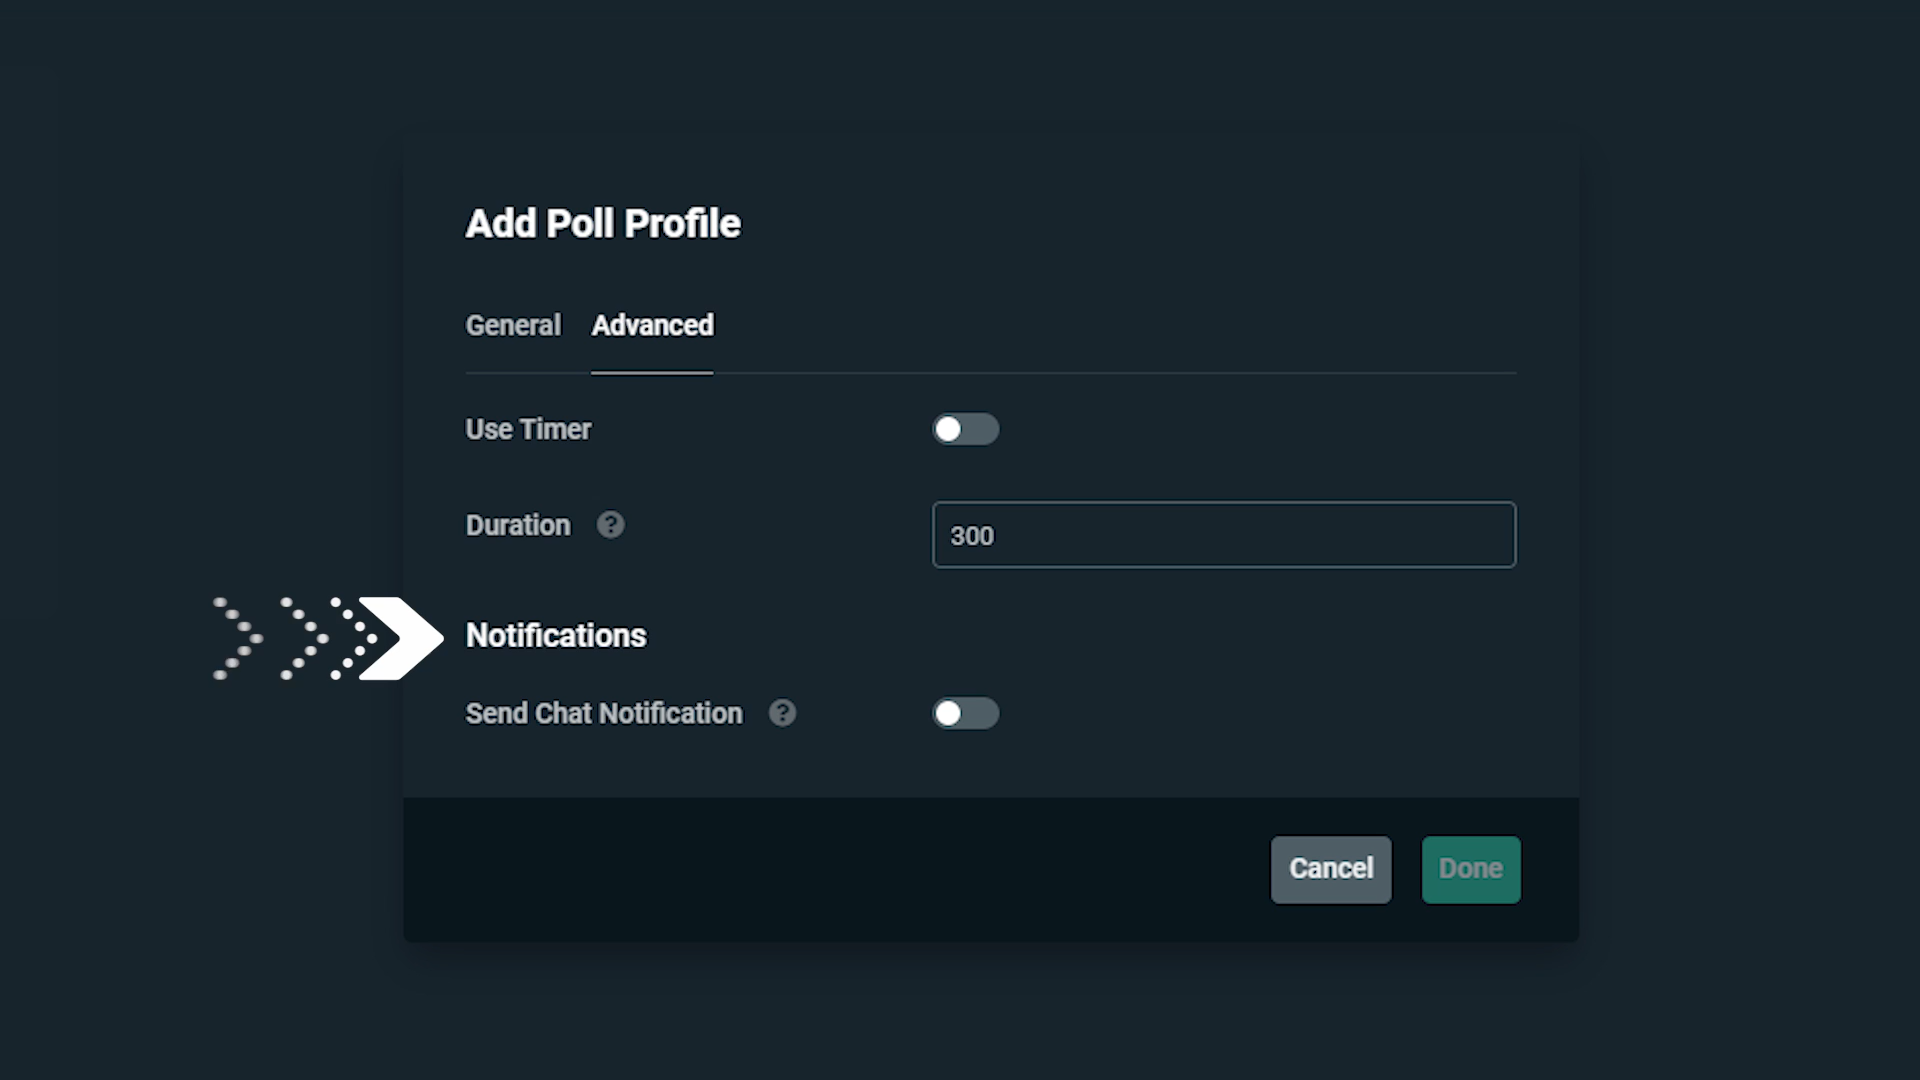 Add Poll Profile
General Advanced
Use Timer
Duration ?
300
Notifications
Send Chat Notification ?
Cancel Done